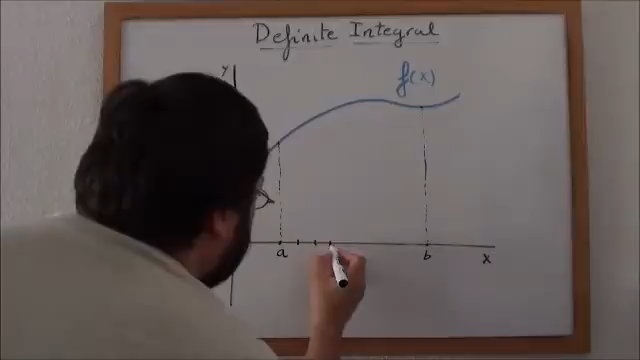 Definite Integral
y
f(x)
a b x